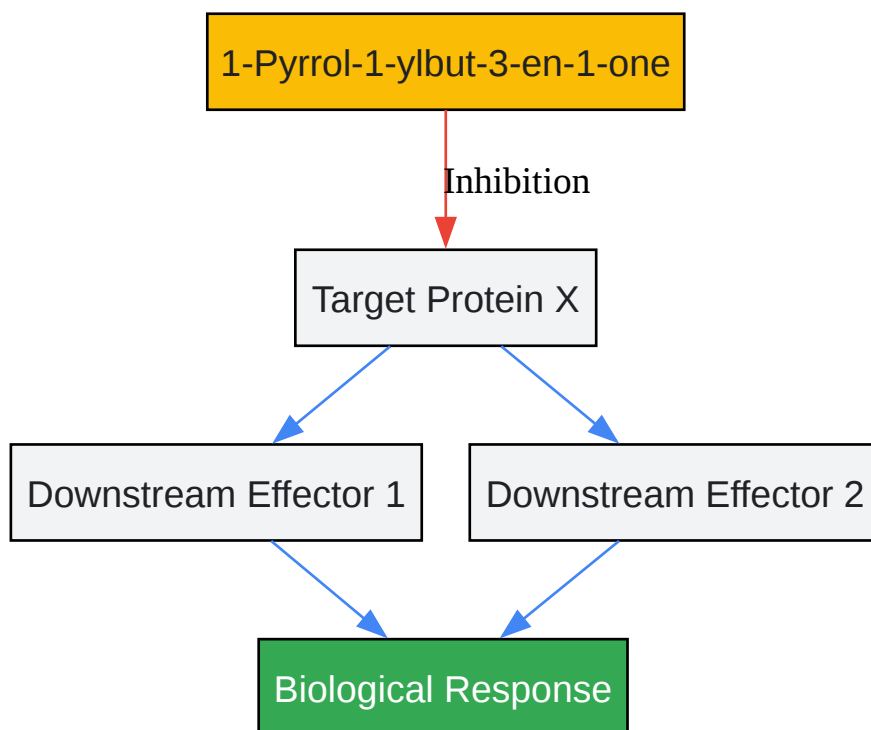 1-Pyrrol-1-ylbut-3-en-1-one
Inhibition
Target Protein X
Downstream Effector 1
Downstream Effector 2
Biological Response